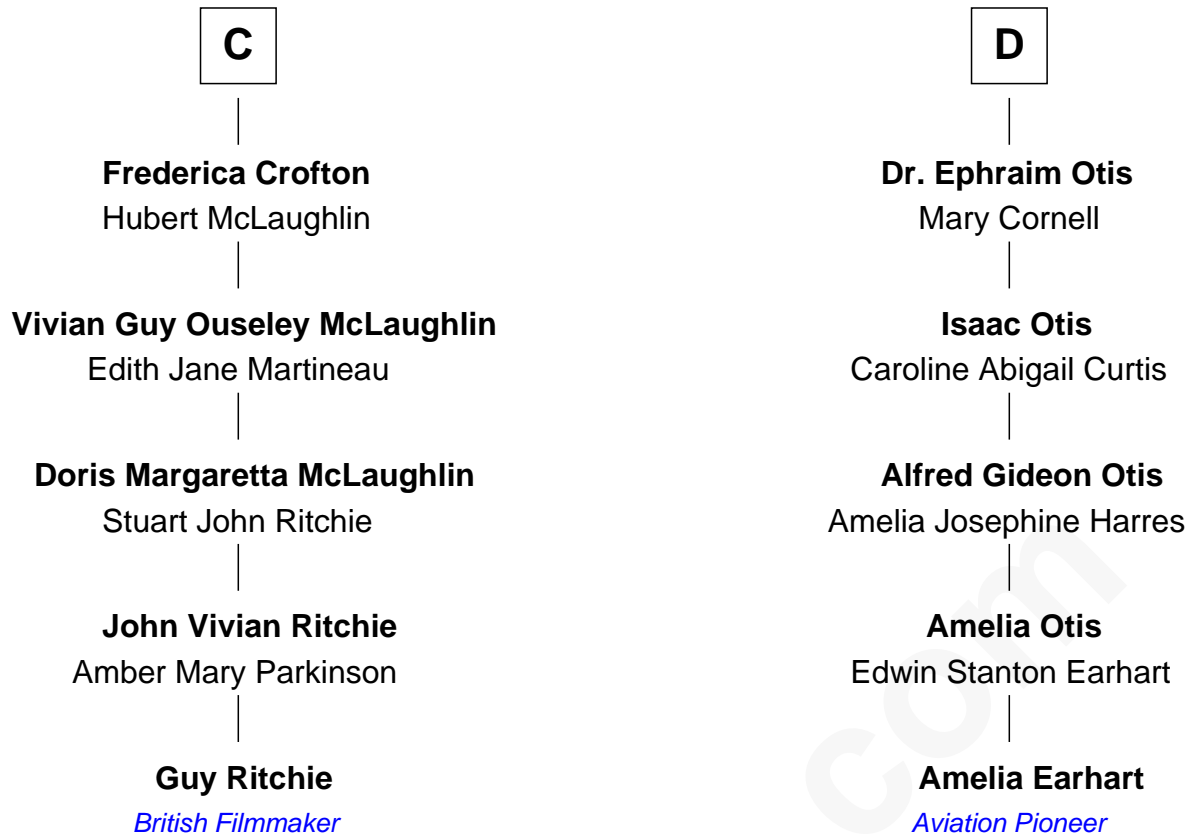 C
Frederica Crofton
Hubert McLaughlin
Vivian Guy Ouseley McLaughlin
Edith Jane Martineau
Doris Margaretta McLaughlin
Stuart John Ritchie
John Vivian Ritchie
Amber Mary Parkinson
Guy Ritchie
British Filmmaker
D
Dr. Ephraim Otis
Mary Cornell
Isaac Otis
Caroline Abigail Curtis
Alfred Gideon Otis
Amelia Josephine Harres
Amelia Otis
Edwin Stanton Earhart
Amelia Earhart
Aviation Pioneer
com